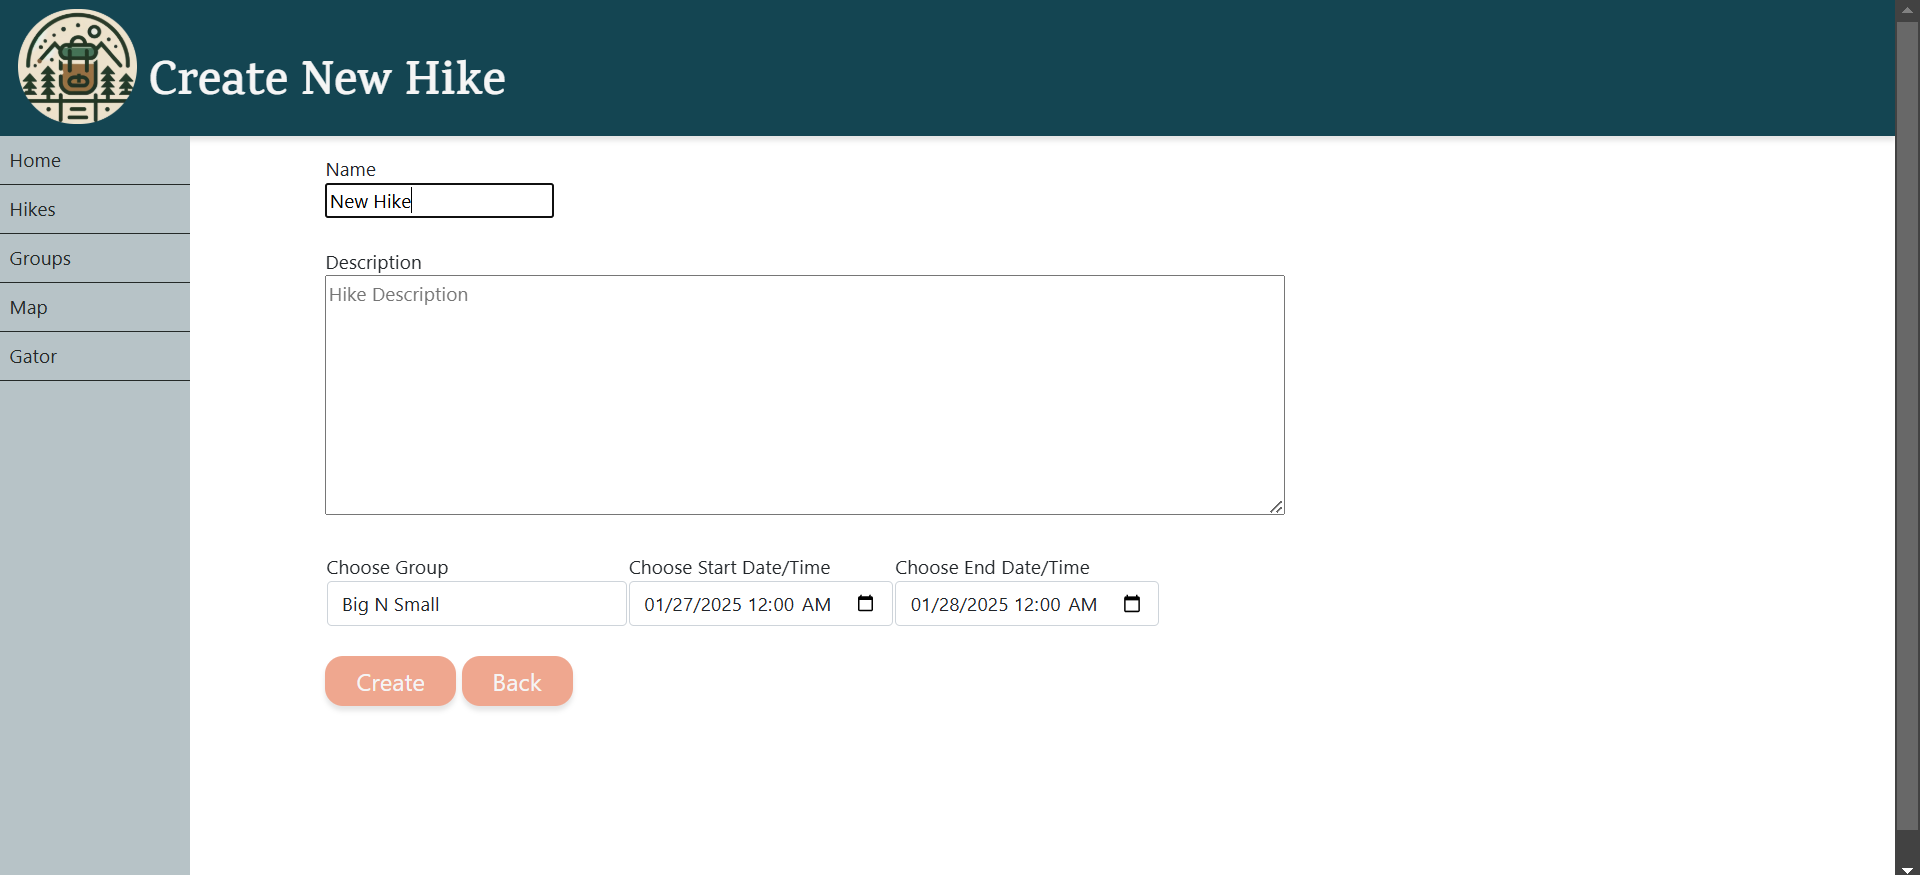 Create New Hike
Home
Hikes
Groups
Map
Gator
Name
New Hike
Description
Hike Description
Choose Group
Big N Small
Choose Start Date/Time
01/27/2025 12:00 AM
Choose End Date/Time
01/28/2025 12:00 AM
Create
Back